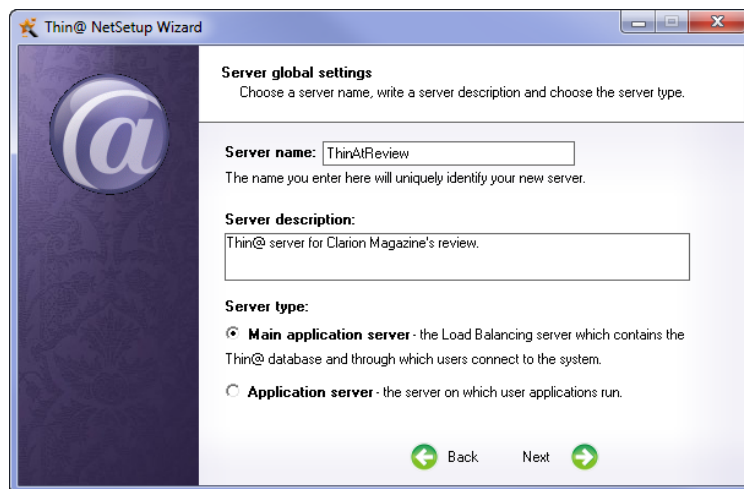 Thin@ NetSetup Wizard
Server global settings
Choose a server name, write a server description and choose the server type.
Server name: ThinAtReview
The name you enter here will uniquely identify your new server.
Server description:
Thin@ server for Clarion Magazine's review.
Server type:
Main application server - the Load Balancing server which contains the
Thin@ database and through which users connect to the system.
Application server - the server on which user applications run.
Back Next